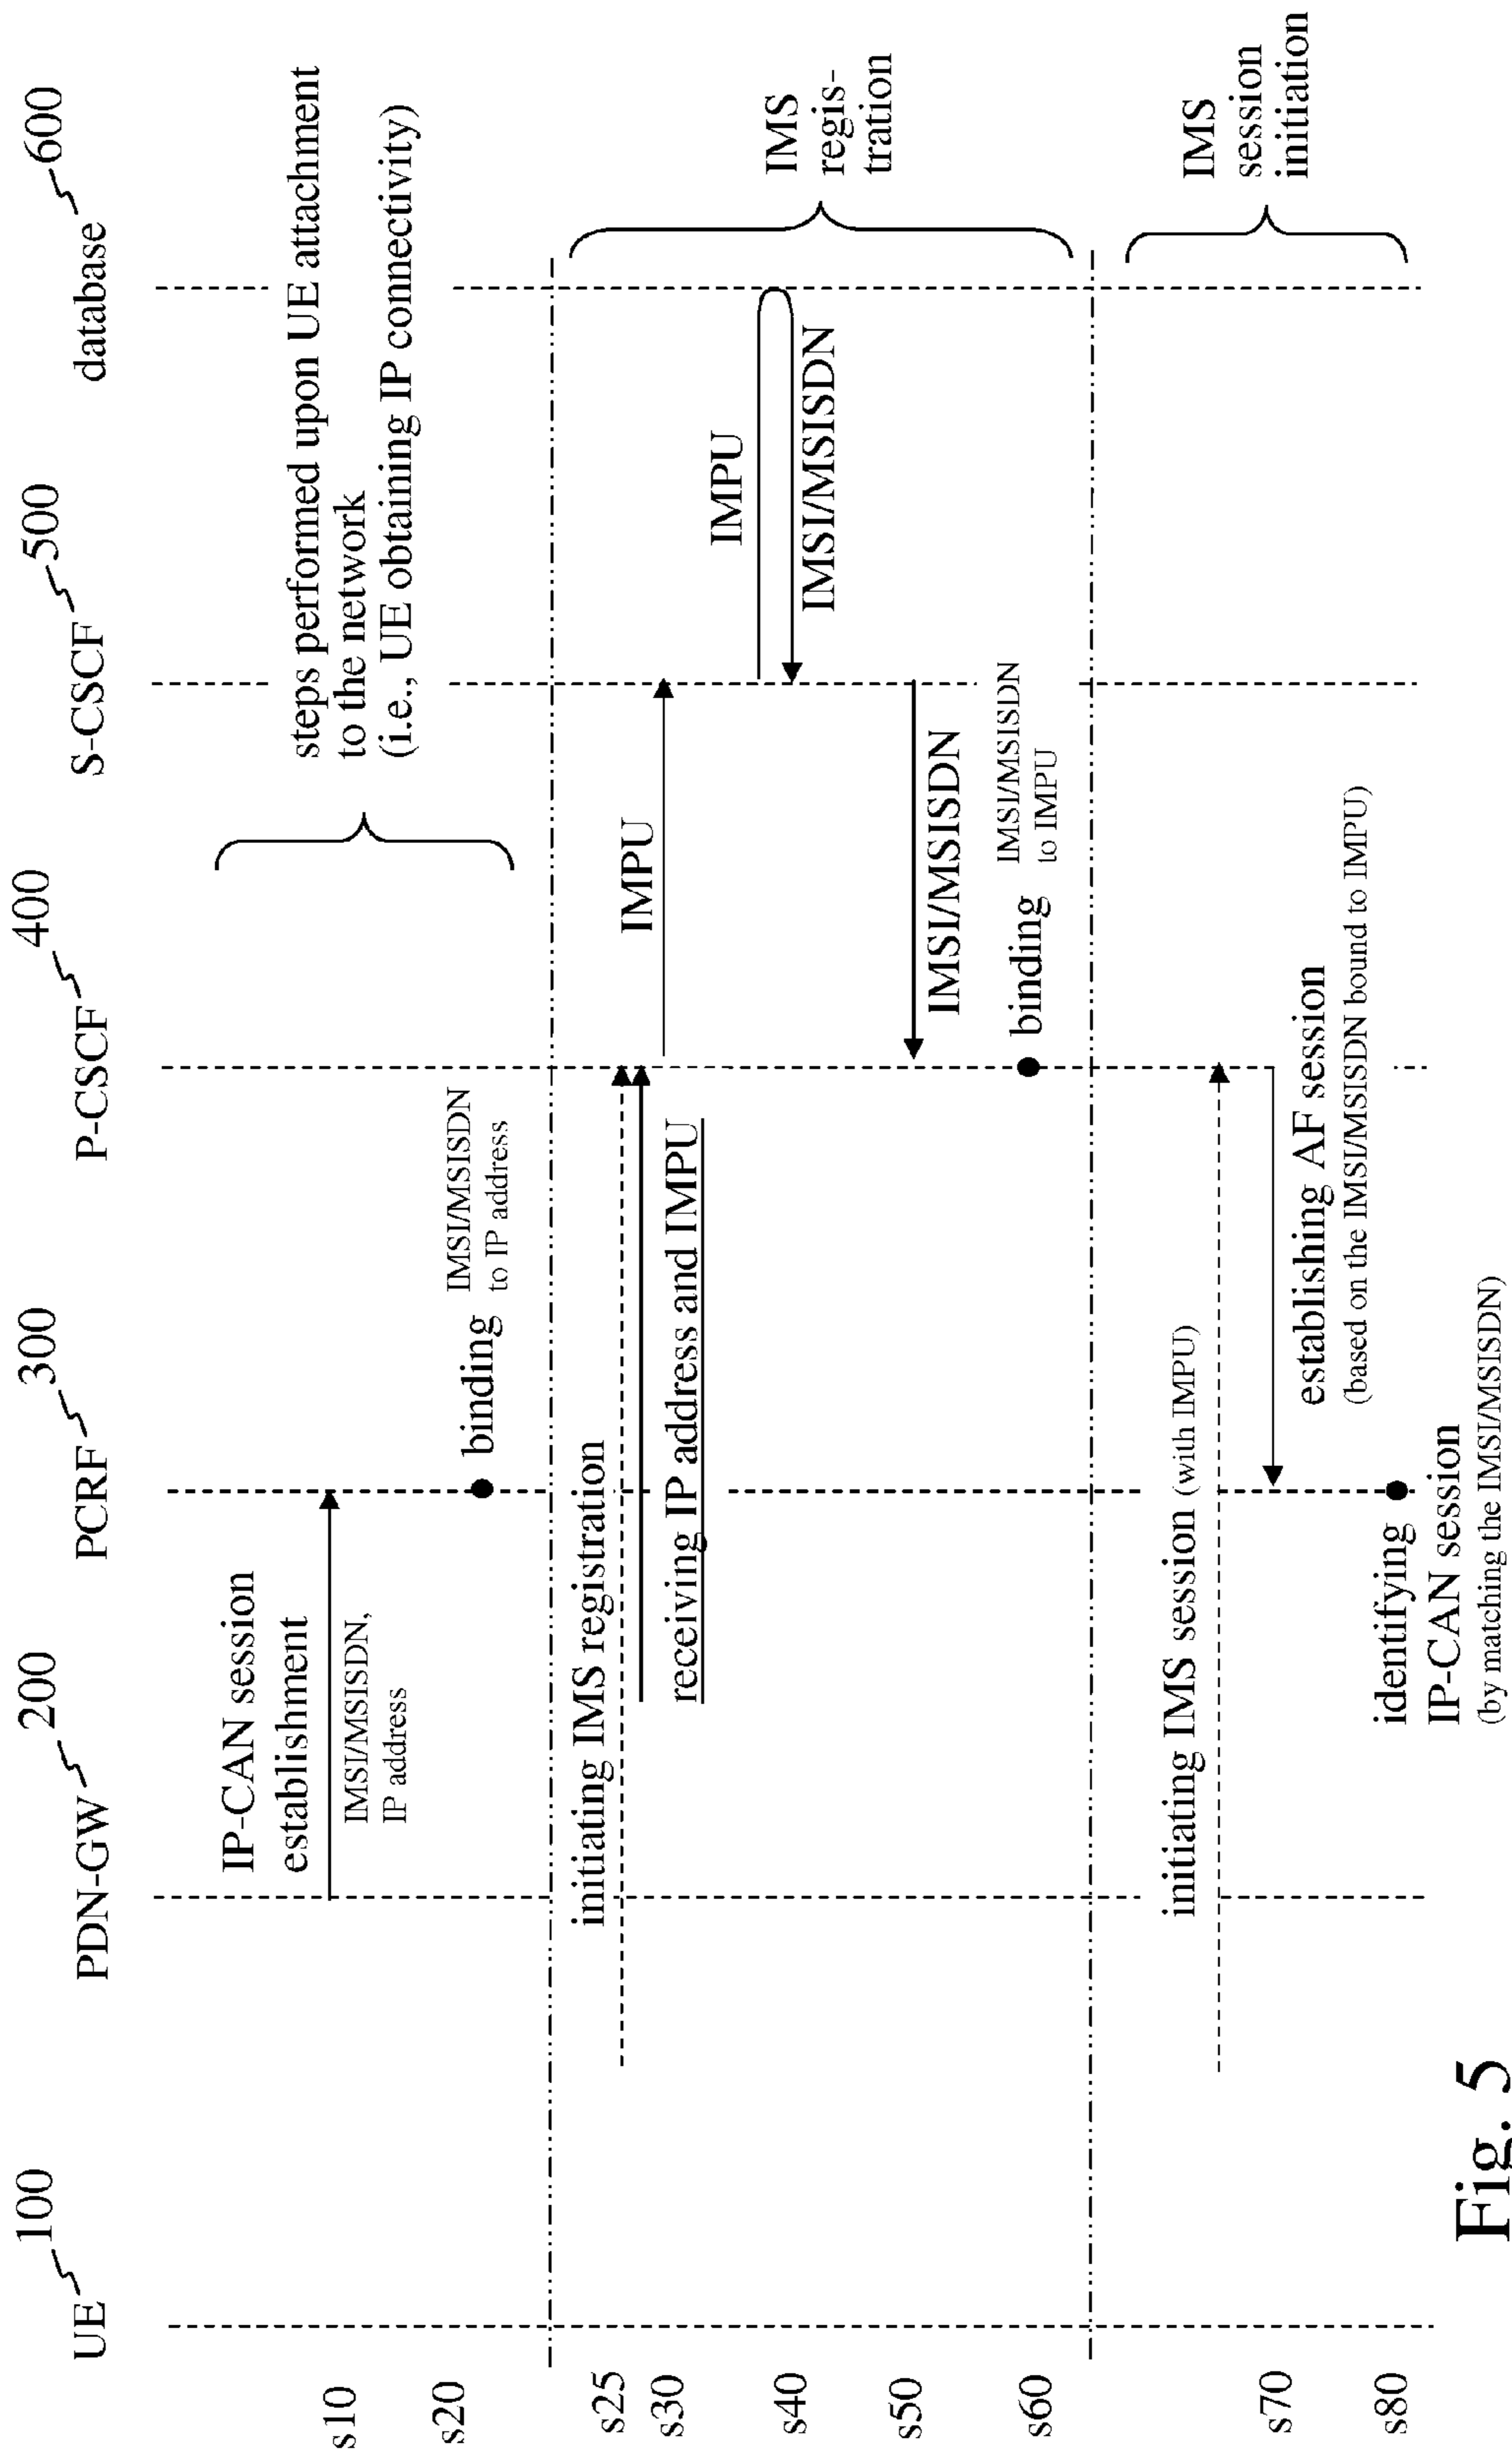 UE 100
PDN-GW 200
PCRF 300
P-CSCF 400
S-CSCF 500
database 600
s10
IP-CAN session
establishment
IMSI/MSISDN,
IP address
steps performed upon UE attachment
to the network
(i.e., UE obtaining IP connectivity)
s20
binding
IMSI/MSISDN
to IP address
s25
initiating IMS registration
s30
receiving IP address and IMPU
IMPU
s40
IMPU
IMSI/MSISDN
IMS
regis-
tration
s50
IMSI/MSISDN
s60
binding
IMSI/MSISDN
to IMPU
initiating IMS session (with IMPU)
IMS
session
initiation
s70
establishing AF session
(based on the IMSI/MSISDN bound to IMPU)
s80
identifying
IP-CAN session
(by matching the IMSI/MSISDN)
Fig. 5